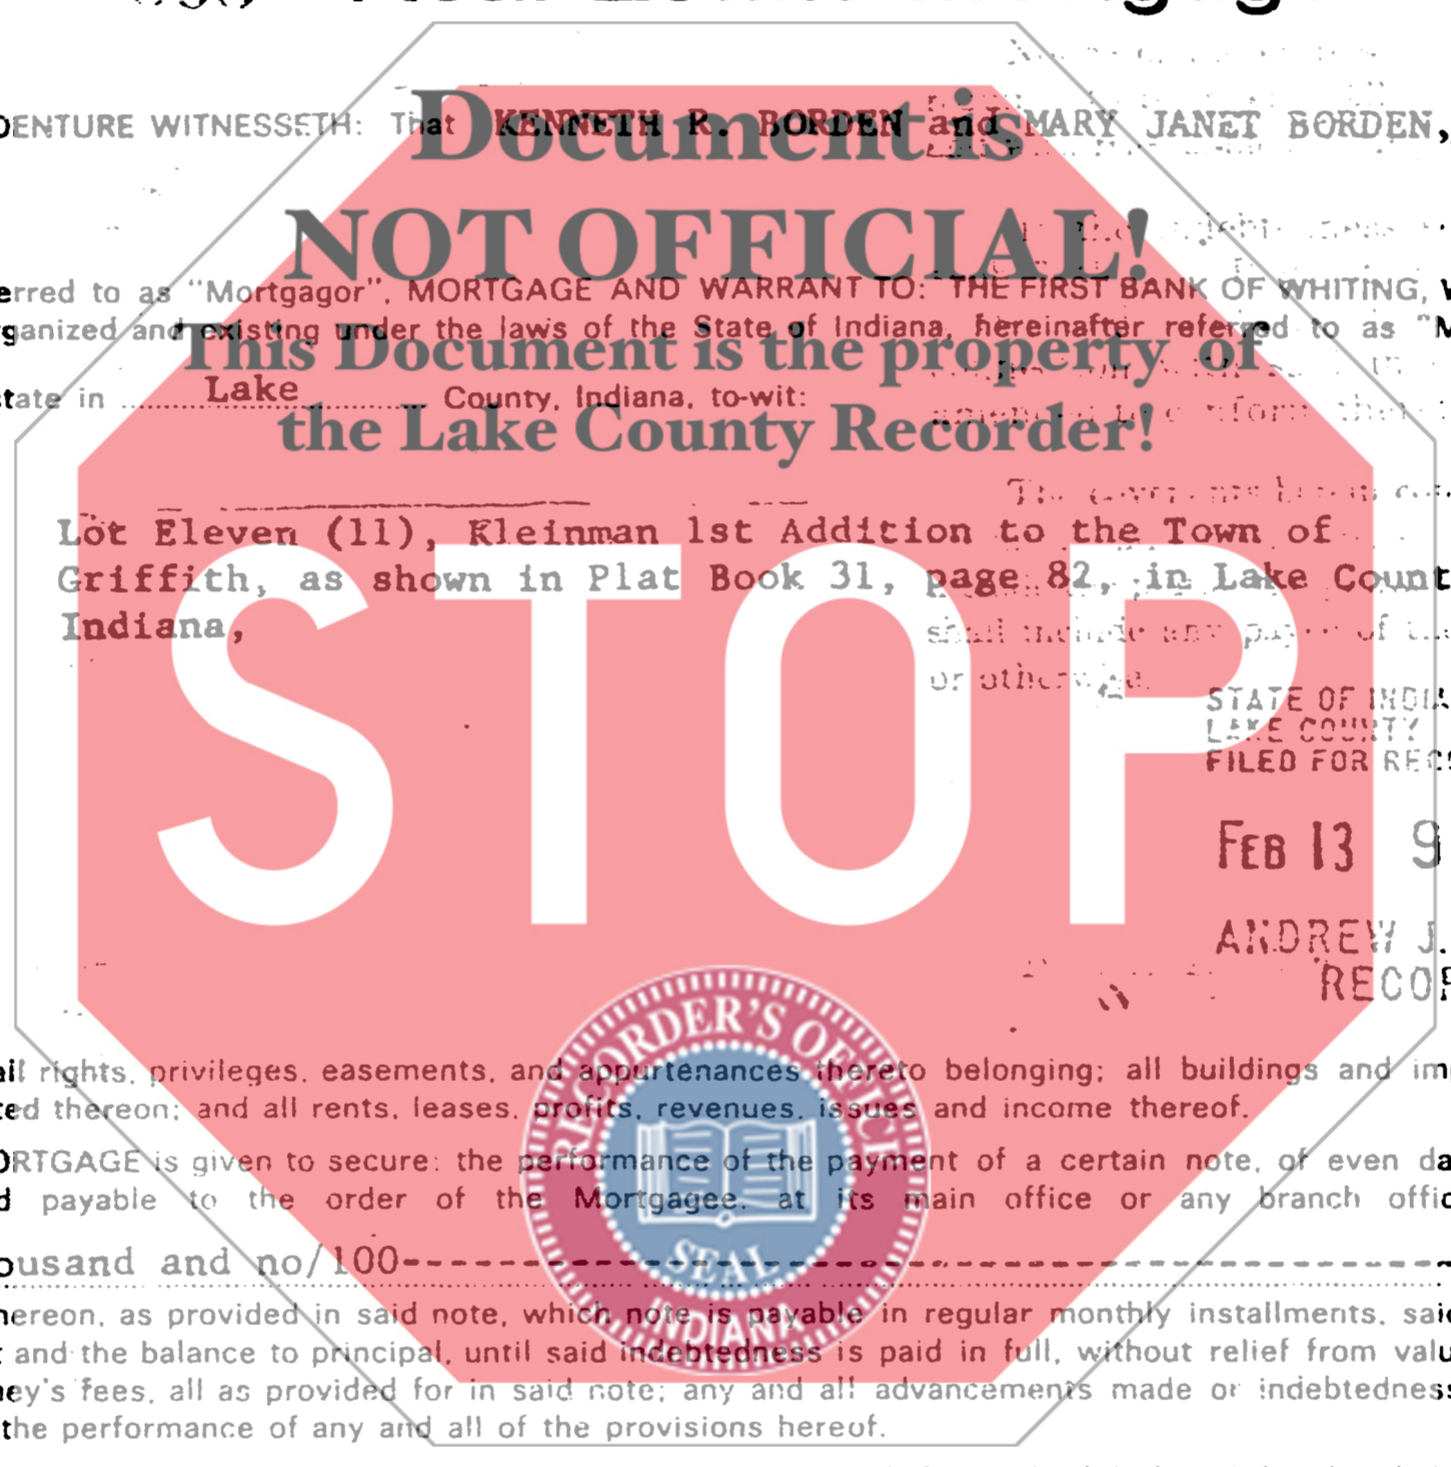 DENTURE WITNESSETH: That KENNETH R. BORDEN and MARY JANET BORDEN,
Document is
NOT OFFICIAL!
erred to as "Mortgagor", MORTGAGE AND WARRANT TO: THE FIRST BANK OF WHITING,
ganized and existing under the laws of the State of Indiana, hereinafter referred to as "M
This Document is the property of
tate in Lake County, Indiana, to-wit:
the Lake County Recorder!
Lot Eleven (11), Kleinman 1st Addition to the Town of
Griffith, as shown in Plat Book 31, page 82, in Lake Count
Indiana,
shall include any of
or otherwise.
STOP
STATE OF INDIA
LAKE COUNTY
FILED FOR RECO
FEB 13 9
ANDREW J.
RECOR
RECORDER'S OFFICE
SEAL
INDIANA
all rights, privileges, easements, and appurtenances thereto belonging; all buildings and im
ted thereon; and all rents, leases, profits, revenues, issues and income thereof.
ORTGAGE is given to secure: the performance of the payment of a certain note, of even da
d payable to the order of the Mortgagee, at its main office or any branch offic
ousand and no/100-----
hereon, as provided in said note, which note is payable in regular monthly installments, said
and the balance to principal, until said indebtedness is paid in full, without relief from valu
ney's fees, all as provided for in said note; any and all advancements made or indebtedness
the performance of any and all of the provisions hereof.